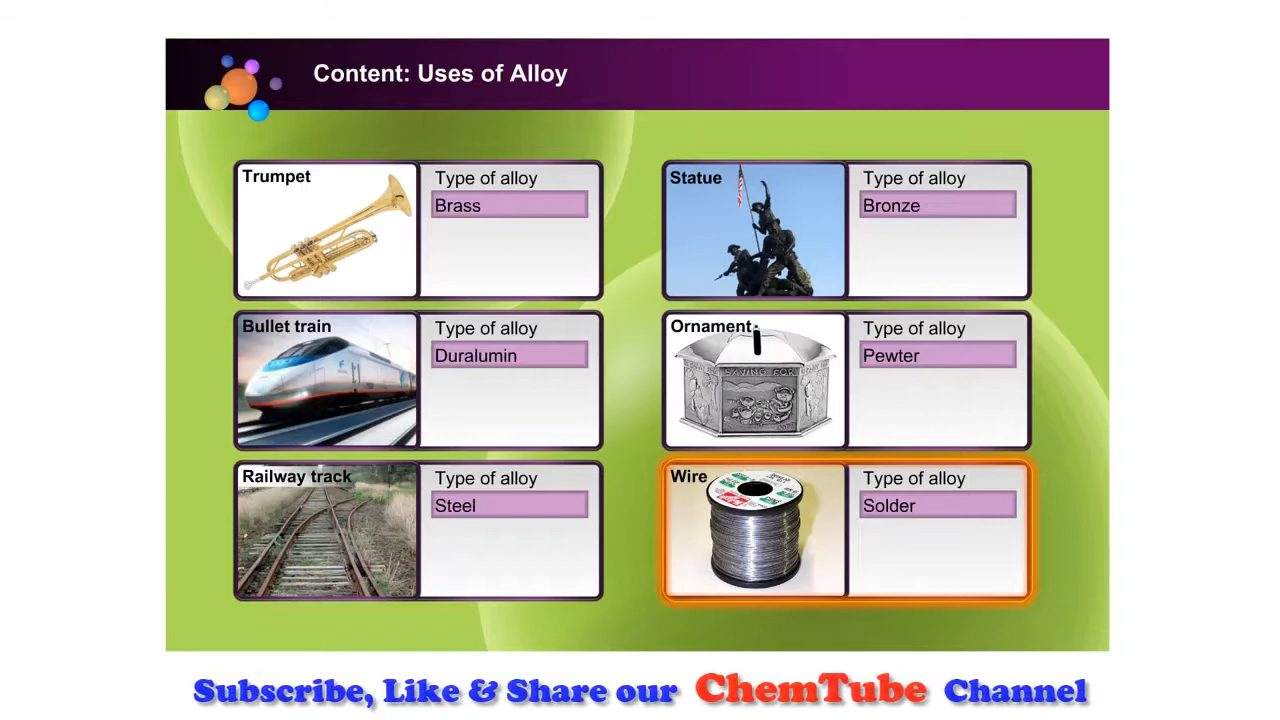 Content: Uses of Alloy
Trumpet
Type of alloy
Brass
Statue
Type of alloy
Bronze
Bullet train
Type of alloy
Duralumin
Ornament
Type of alloy
Pewter
SAVING FOR
Railway track
Type of alloy
Steel
Wire
Type of alloy
Solder
Subscribe, Like & Share our ChemTube Channel